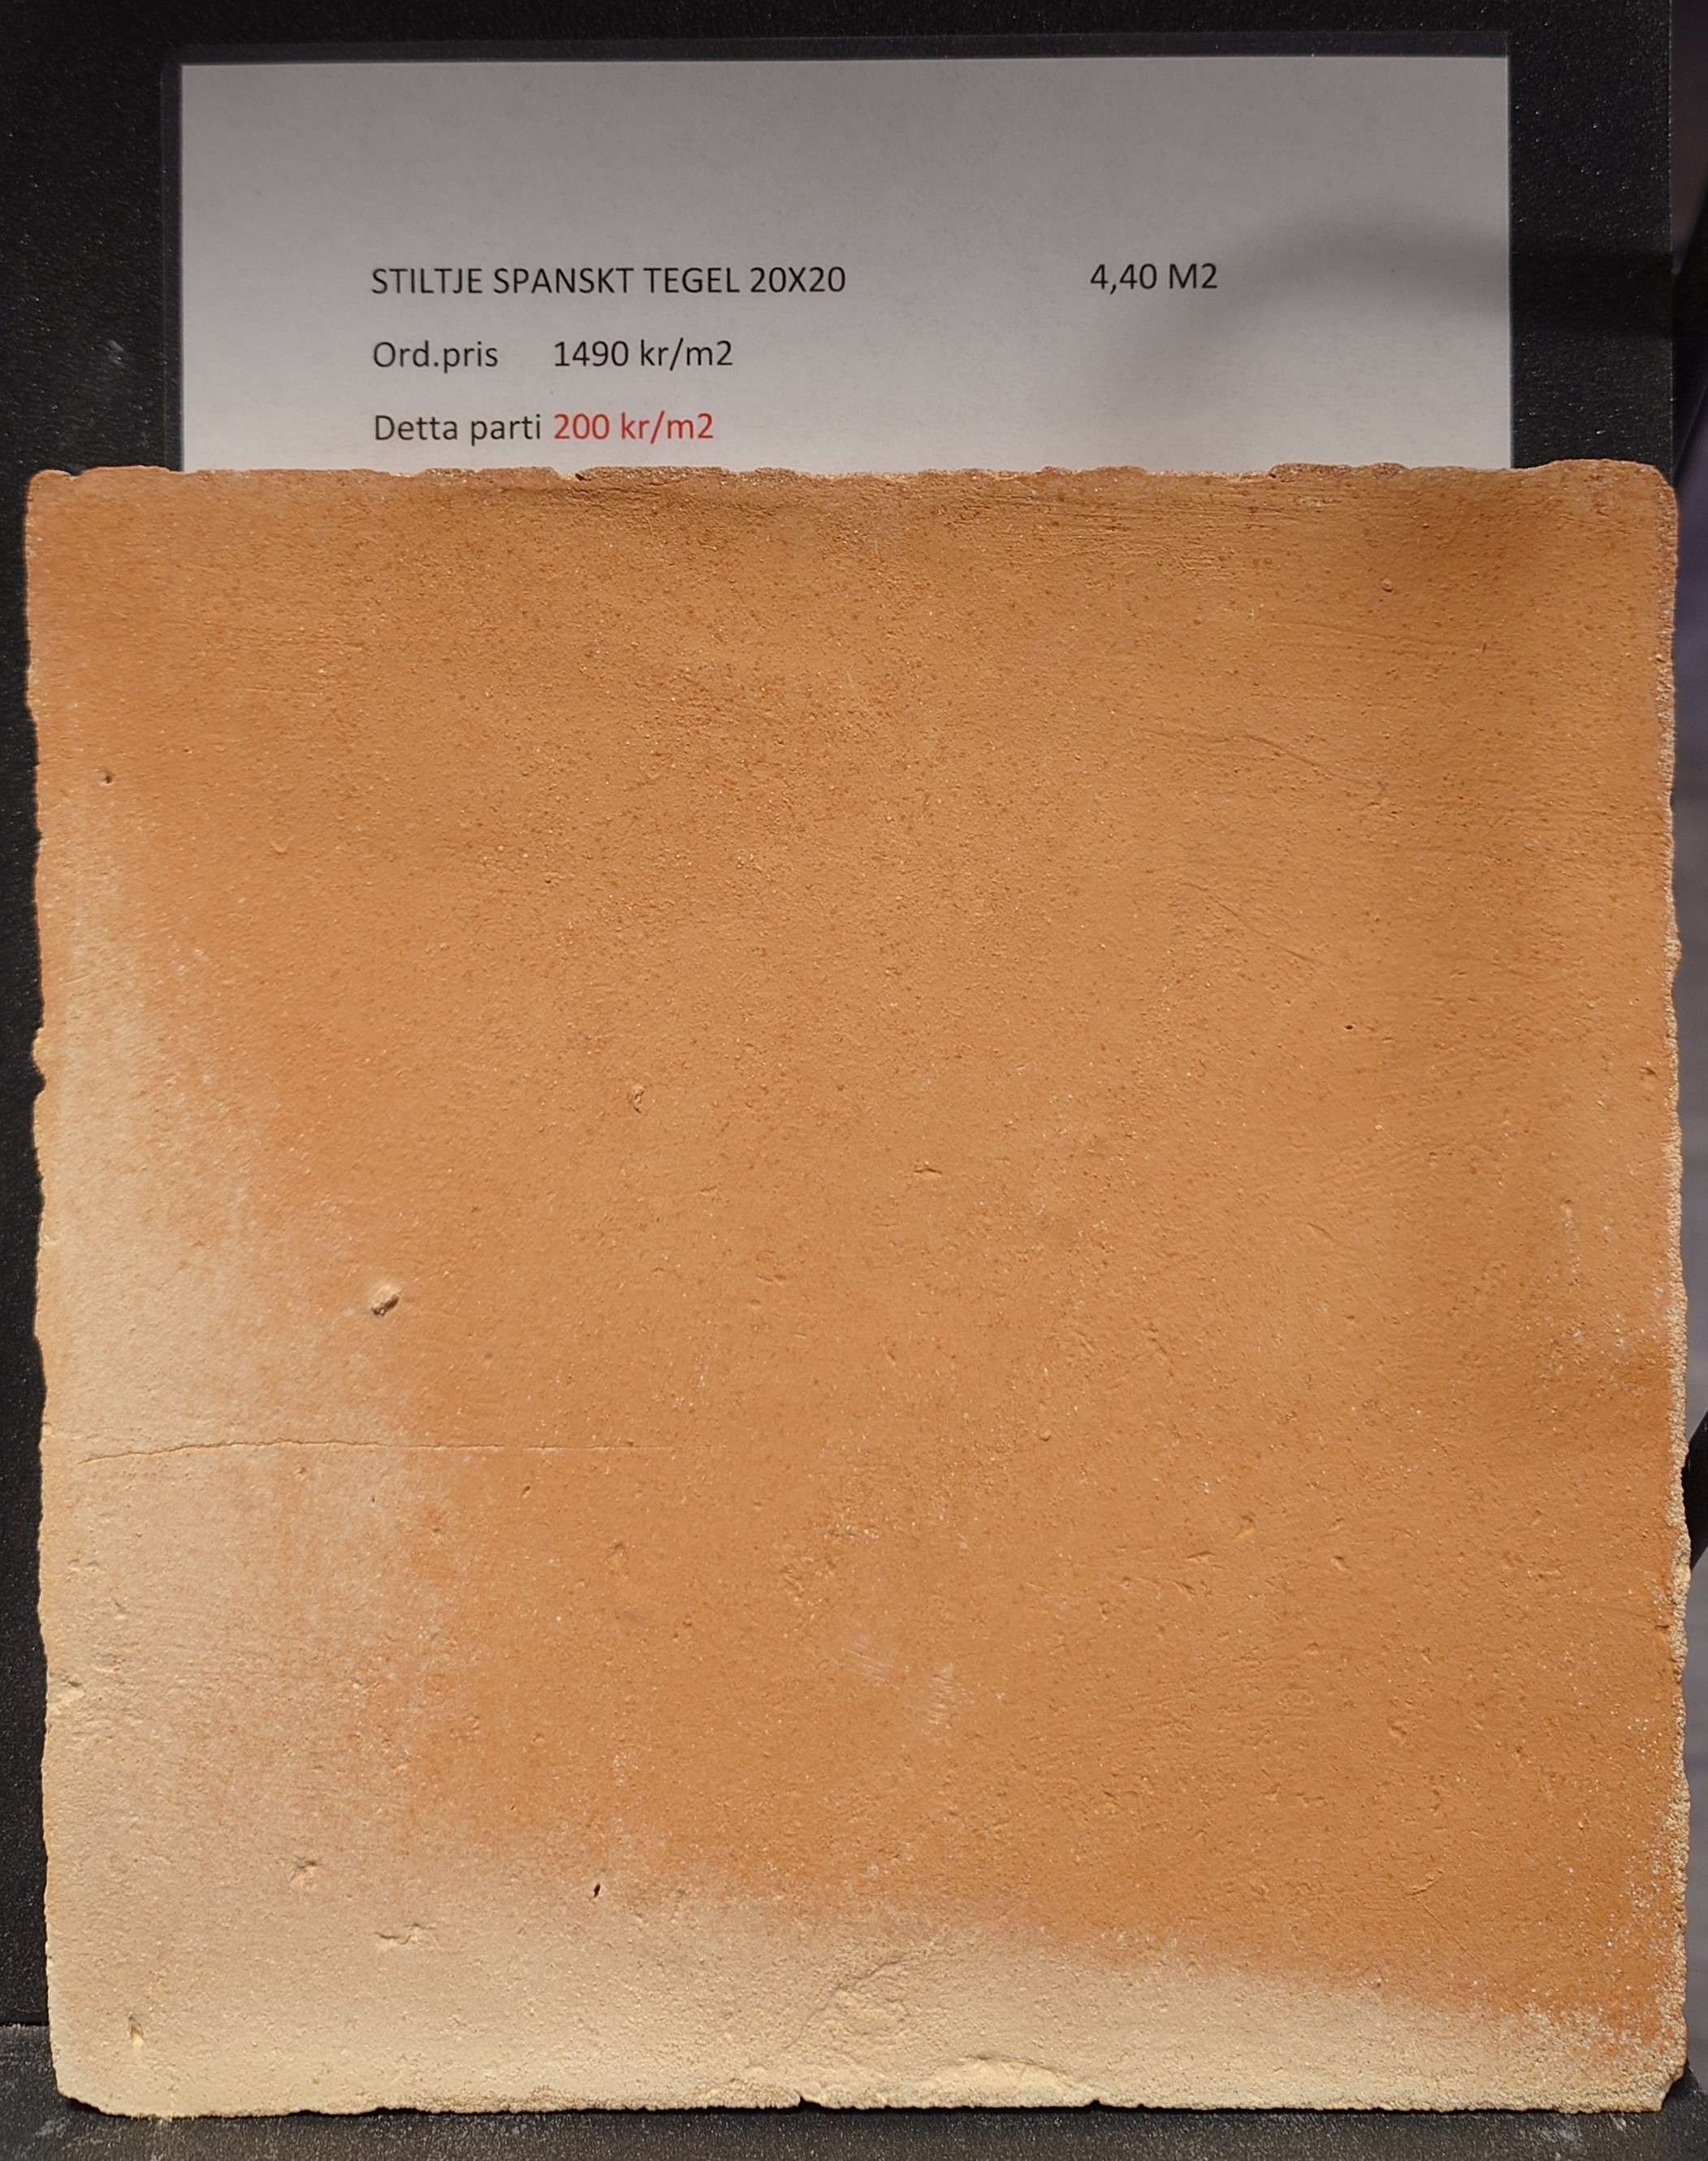 STILTJE SPANSKT TEGEL 20X20 4,40 M2
Ord.pris 1490 kr/m2
Detta parti 200 kr/m2